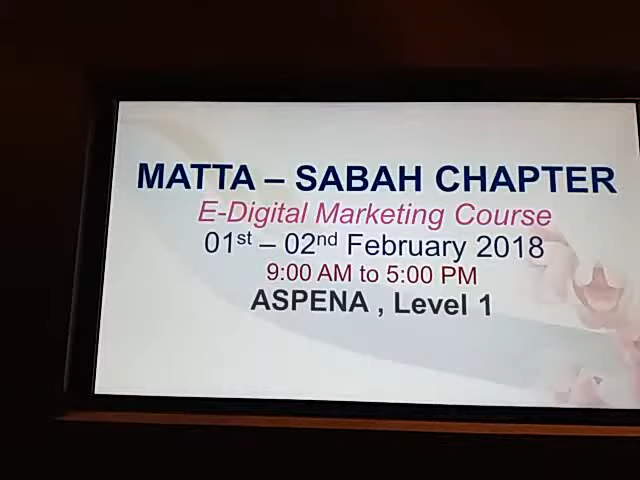 MATTA – SABAH CHAPTER
E-Digital Marketing Course
01st – 02nd February 2018
9:00 AM to 5:00 PM
ASPENA , Level 1